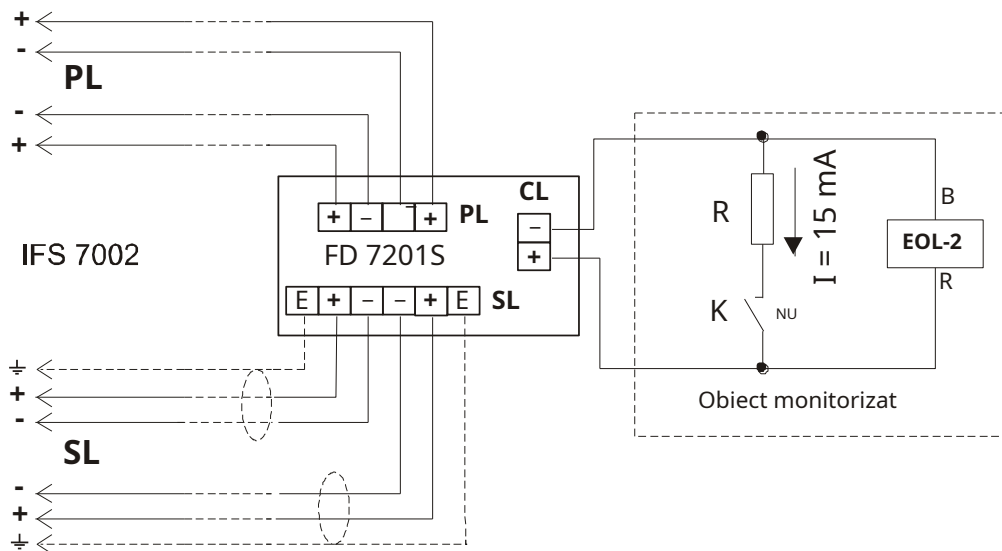 +
-
PL
-
+
CL
+ – – + PL
–
+
IFS 7002
FD 7201S
E + – – + E SL
R
I = 15 mA
B
EOL-2
R
K NU
Obiect monitorizat
+
-
SL
-
+